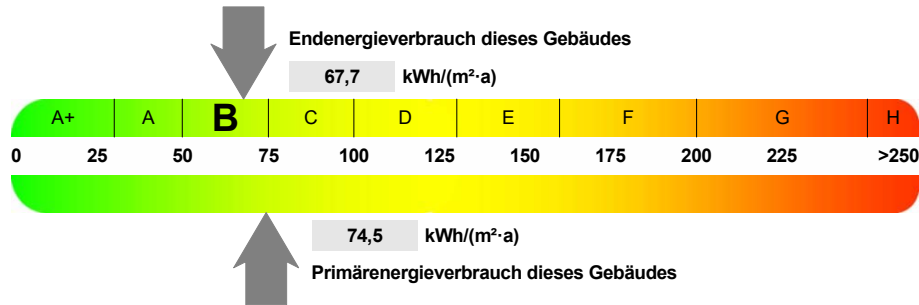 Endenergieverbrauch dieses Gebäudes
67,7 kWh/(m²·a)
A+ A B C D E F G H
0 25 50 75 100 125 150 175 200 225 >250
74,5 kWh/(m²·a)
Primärenergieverbrauch dieses Gebäudes